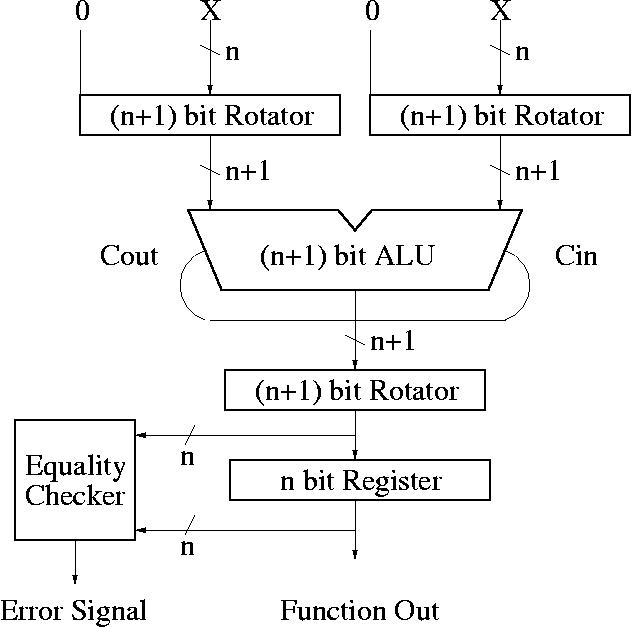 0 X 0 X
n n
(n+1) bit Rotator (n+1) bit Rotator
n+1 n+1
Cout (n+1) bit ALU Cin
n+1
(n+1) bit Rotator
n
Equality
Checker
n bit Register
n
Error Signal Function Out